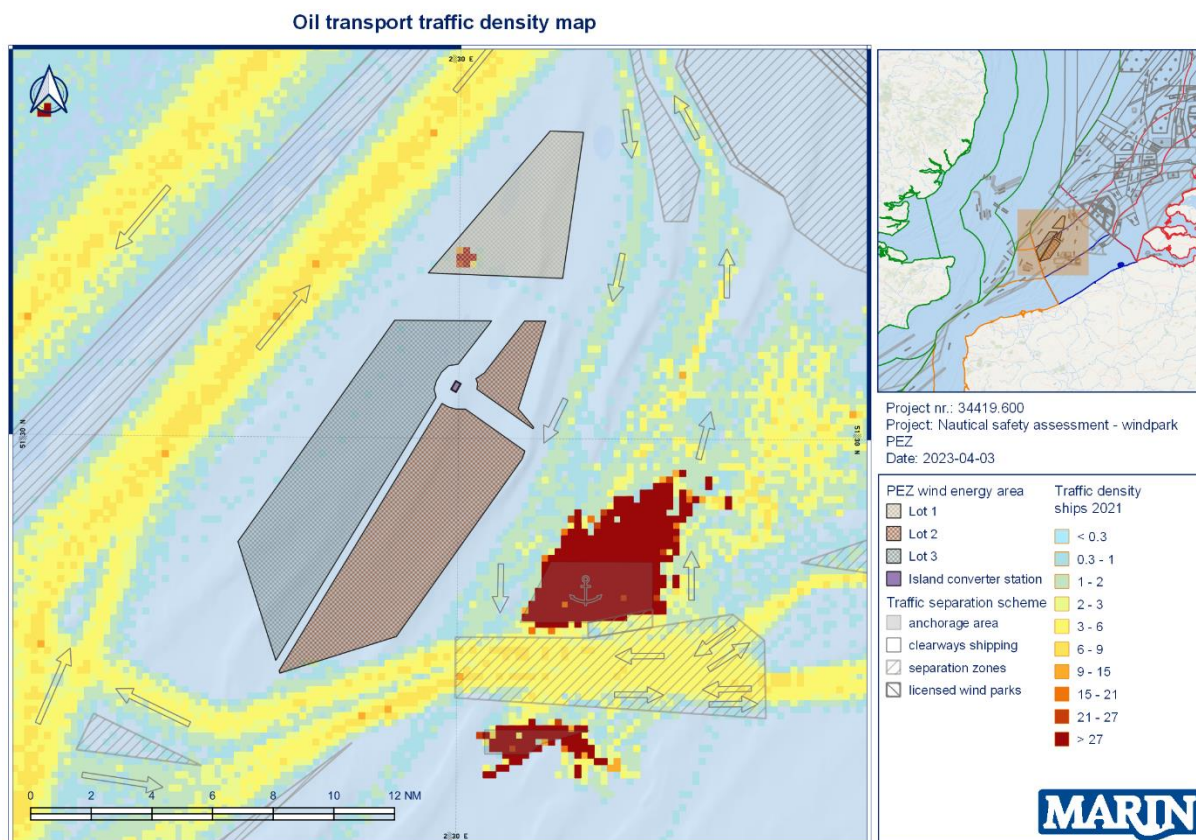 Oil transport traffic density map
2°30 E
51°30 N
51°30 N
0 2 4 6 8 10 12 NM
2°30 E
Project nr.: 34419.600
Project: Nautical safety assessment - windpark
PEZ
Date: 2023-04-03
PEZ wind energy area
Lot 1
Lot 2
Lot 3
Island converter station
Traffic separation scheme
anchorage area
clearways shipping
separation zones
licensed wind parks
Traffic density
ships 2021
< 0.3
0.3 - 1
1 - 2
2 - 3
3 - 6
6 - 9
9 - 15
15 - 21
21 - 27
> 27
MARIN